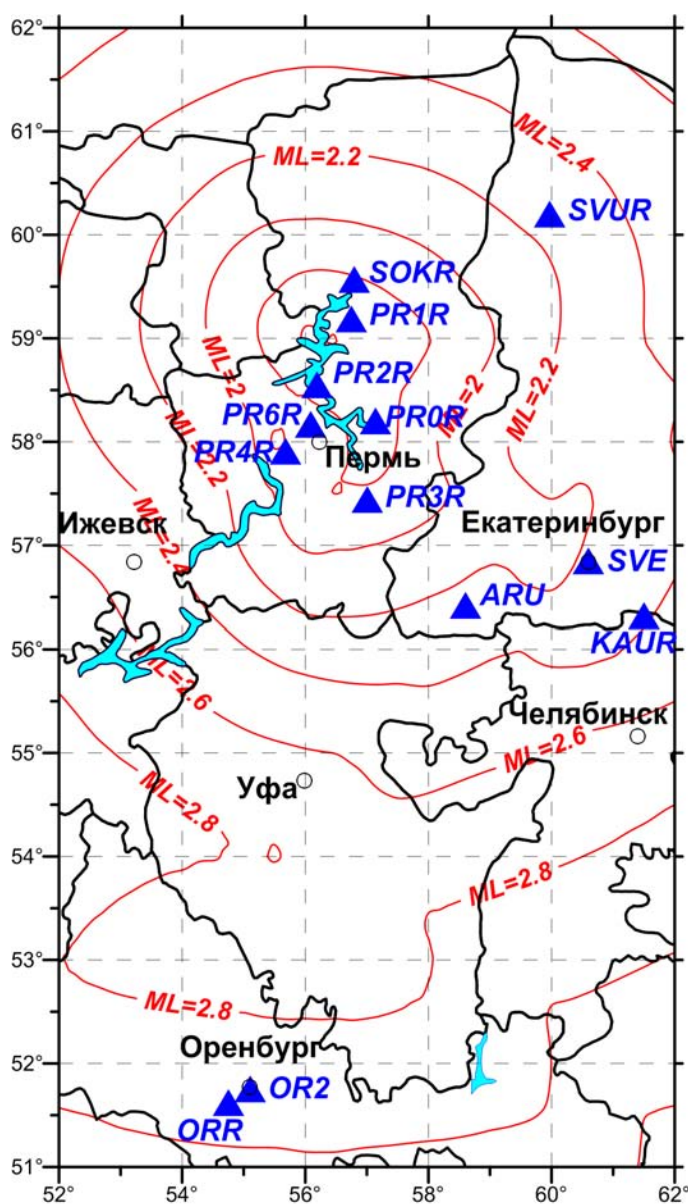 62°
61°
60°
59°
58°
57°
56°
55°
54°
53°
52°
51°
52°
54°
56°
58°
60°
62°
ML=2.4
ML=2.2
SVUR
SOKR
PR1R
PR2R
ML=2
ML=2
ML=2.2
PR6R
PR0R
PR4R
Пермь
ML=2.2
PR3R
Ижевск
Екатеринбург
ML=2.4
SVE
ARU
KAUR
ML=2.6
Челябинск
ML=2.6
Уфа
ML=2.8
ML=2.8
ML=2.8
Оренбург
OR2
ORR